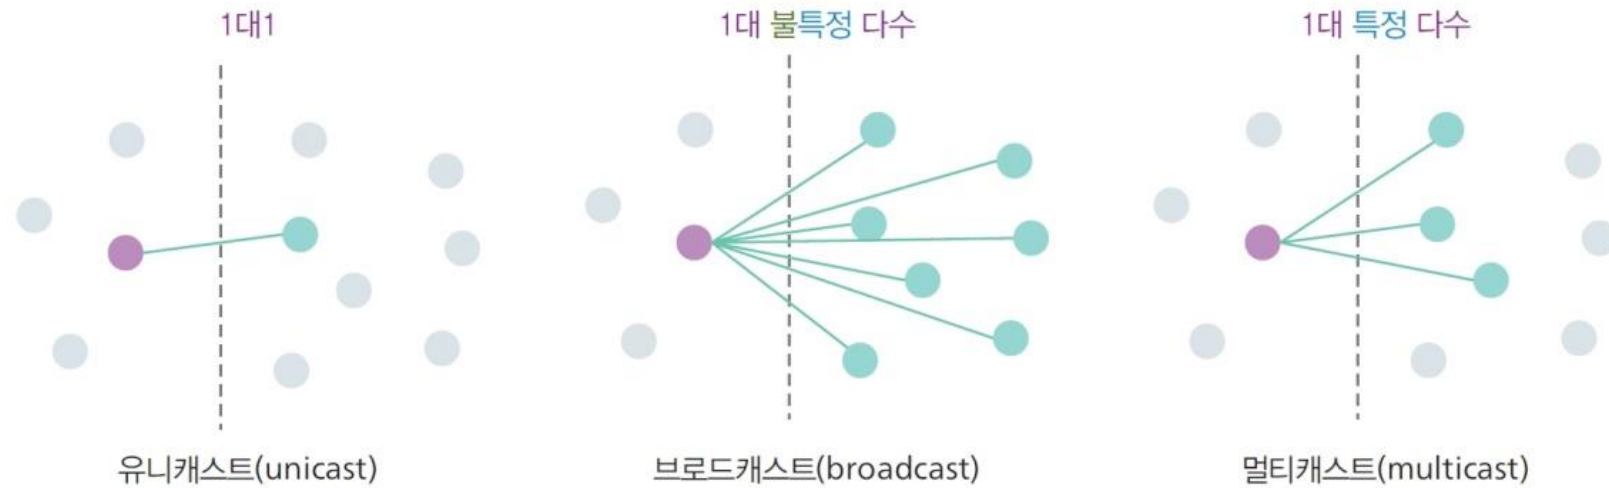 1대1
1대 불특정 다수
1대 특정 다수
유니캐스트(unicast)
브로드캐스트(broadcast)
멀티캐스트(multicast)